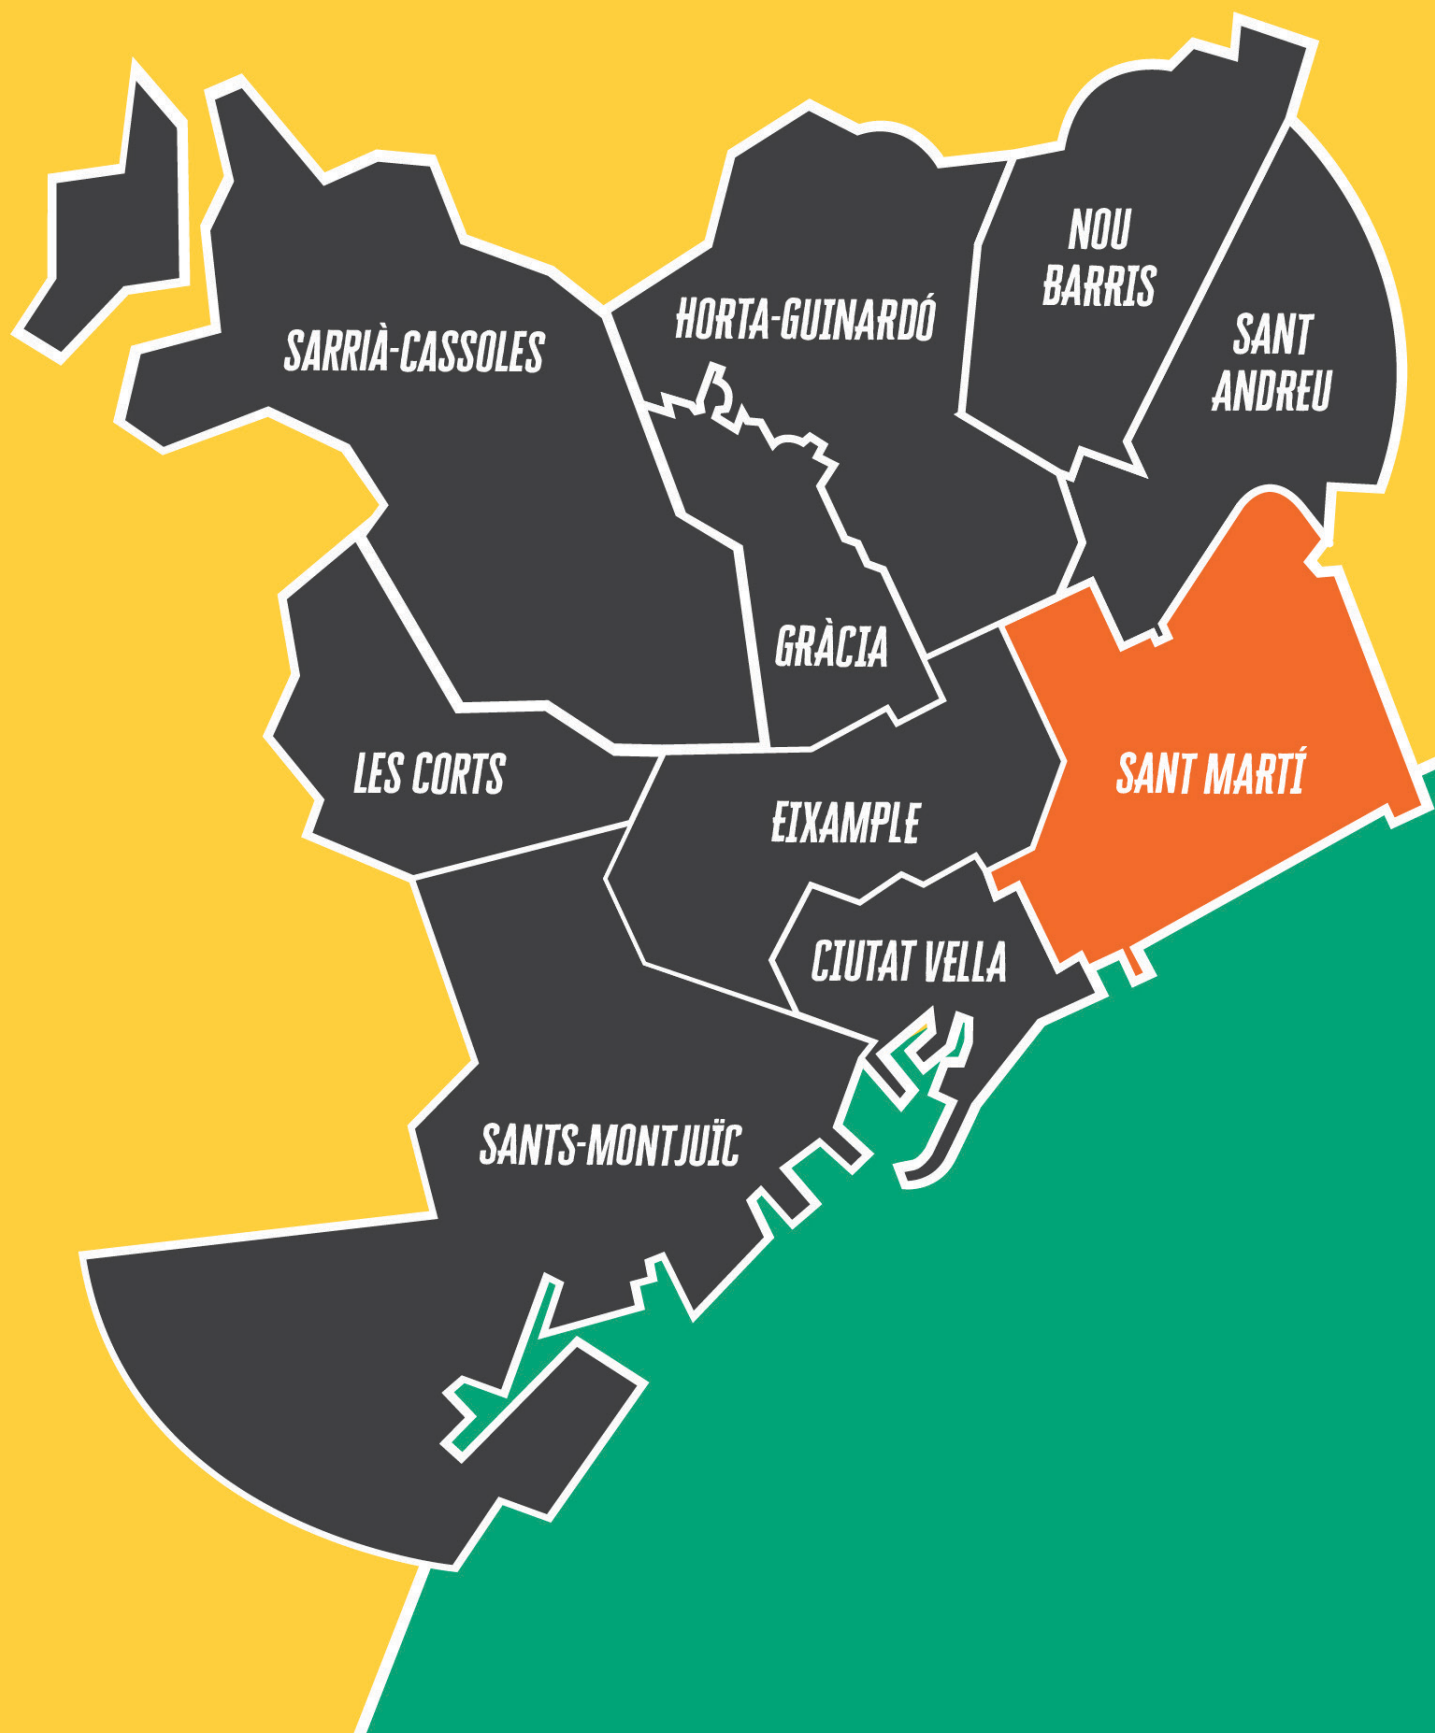 NOU
BARRIS
HORTA-GUINARDÓ
SANT
ANDREU
SARRIÀ-CASSOLES
GRÀCIA
LES CORTS
SANT MARTÍ
EIXAMPLE
CIUTAT VELLA
SANTS-MONTJUÏC